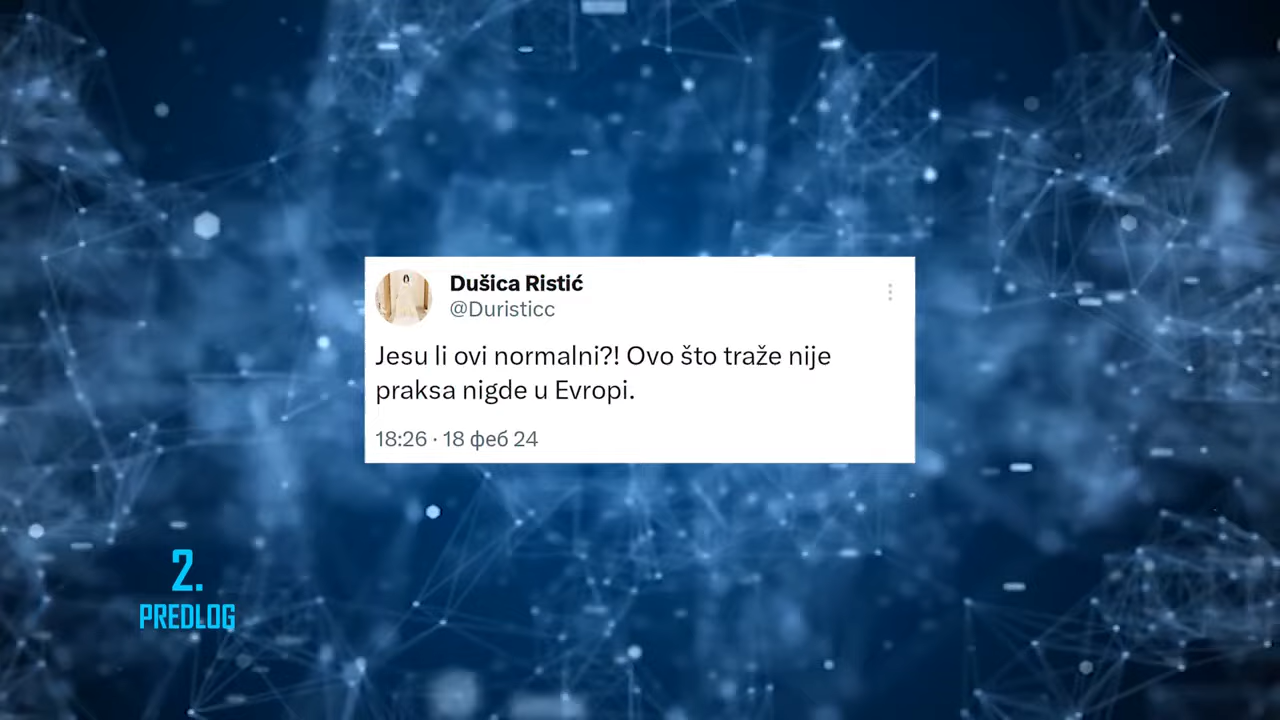 Dušica Ristić
@Duristicc
Jesu li ovi normalni?! Ovo što traže nije
praksa nigde u Evropi.
18:26 · 18 феб 24
2.
PREDLOG